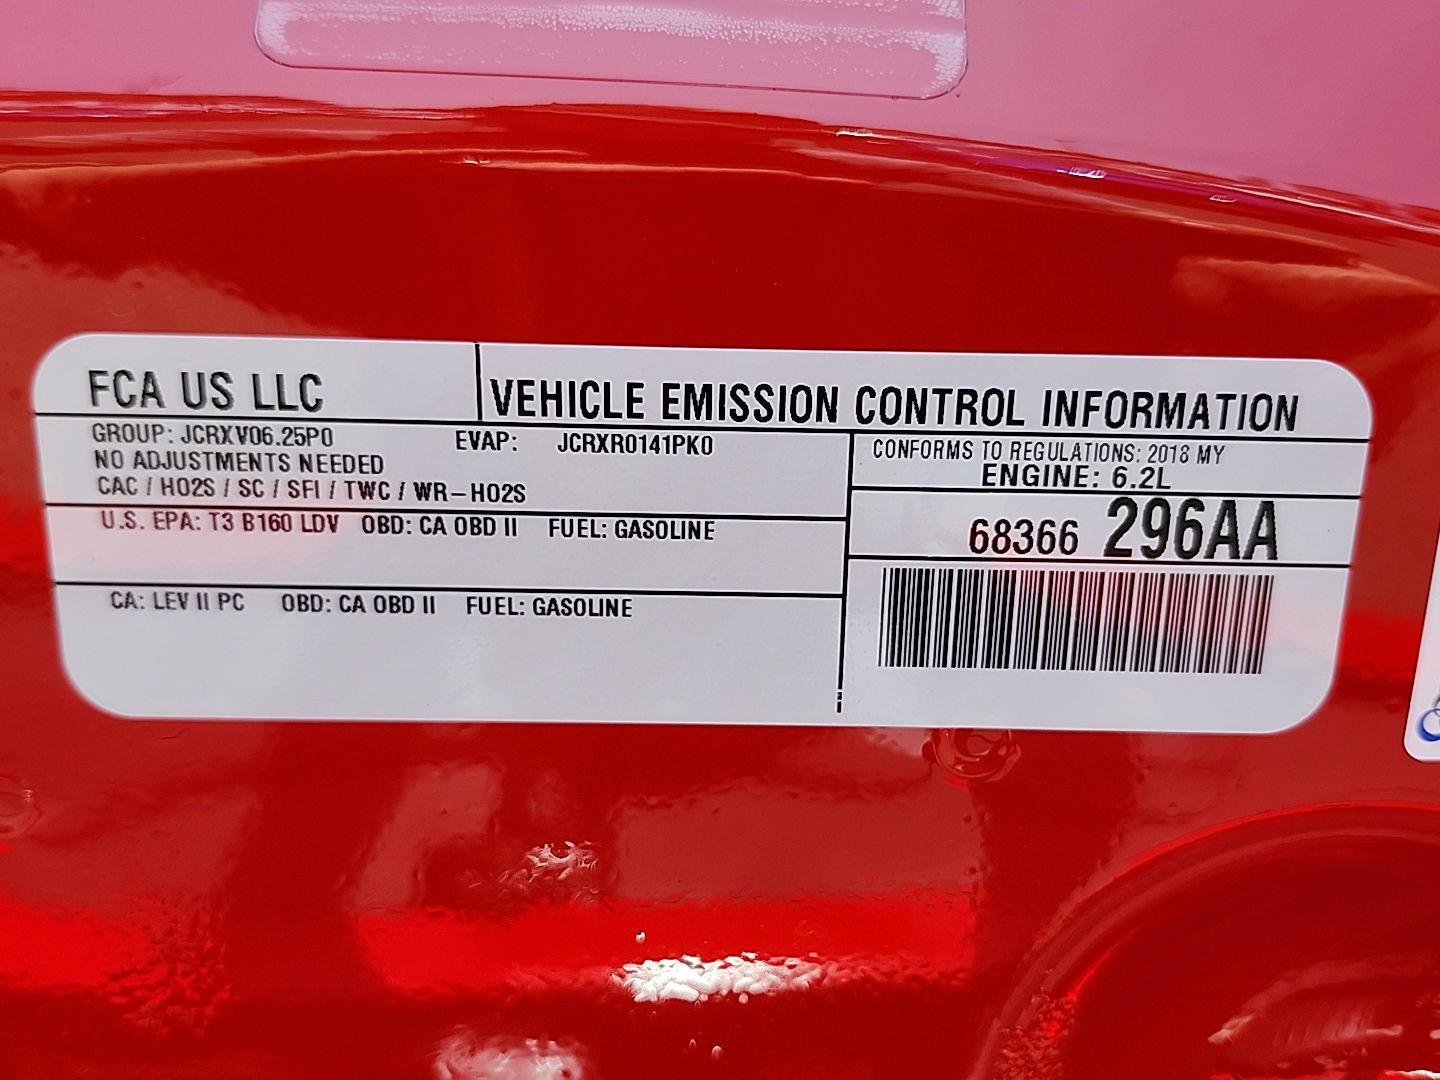 FCA US LLC
VEHICLE EMISSION CONTROL INFORMATION
GROUP: JCRXV06.25P0 EVAP: JCRXR0141PK0
NO ADJUSTMENTS NEEDED
CAC / HO2S / SC / SFI / TWC / WR-HO2S
U.S. EPA: T3 B160 LDV OBD: CA OBD II FUEL: GASOLINE
CA: LEV II PC OBD: CA OBD II FUEL: GASOLINE
CONFORMS TO REGULATIONS: 2018 MY
ENGINE: 6.2L
68366 296AA